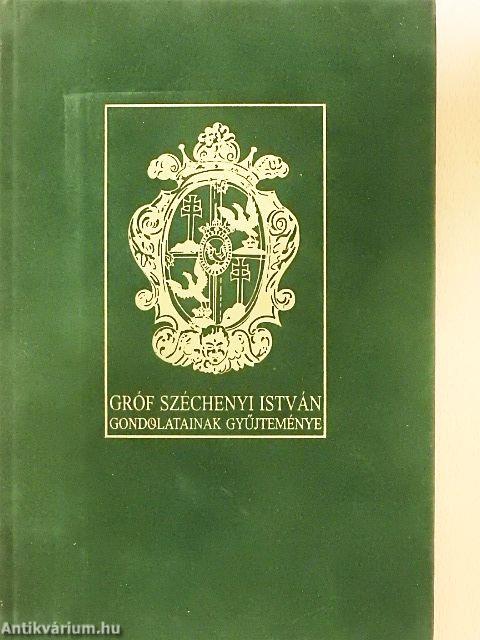 GRÓF SZÉCHENYI ISTVÁN
GONDOLATAINAK GYŰJTEMÉNYE
Antikvárium.hu